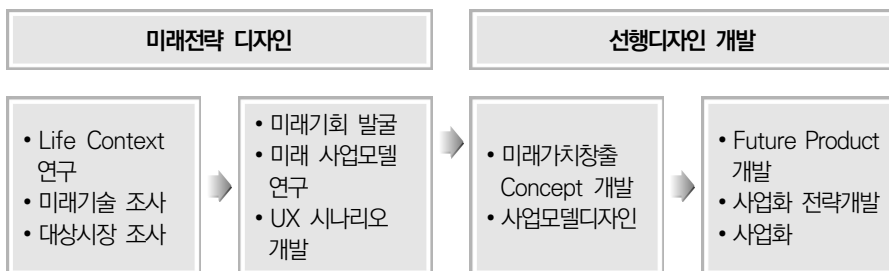 미래전략 디자인
선행디자인 개발
• Life Context
연구
• 미래기술 조사
• 대상시장 조사
• 미래기회 발굴
• 미래 사업모델
연구
• UX 시나리오
개발
• 미래가치창출
Concept 개발
• 사업모델디자인
• Future Product
개발
• 사업화 전략개발
• 사업화